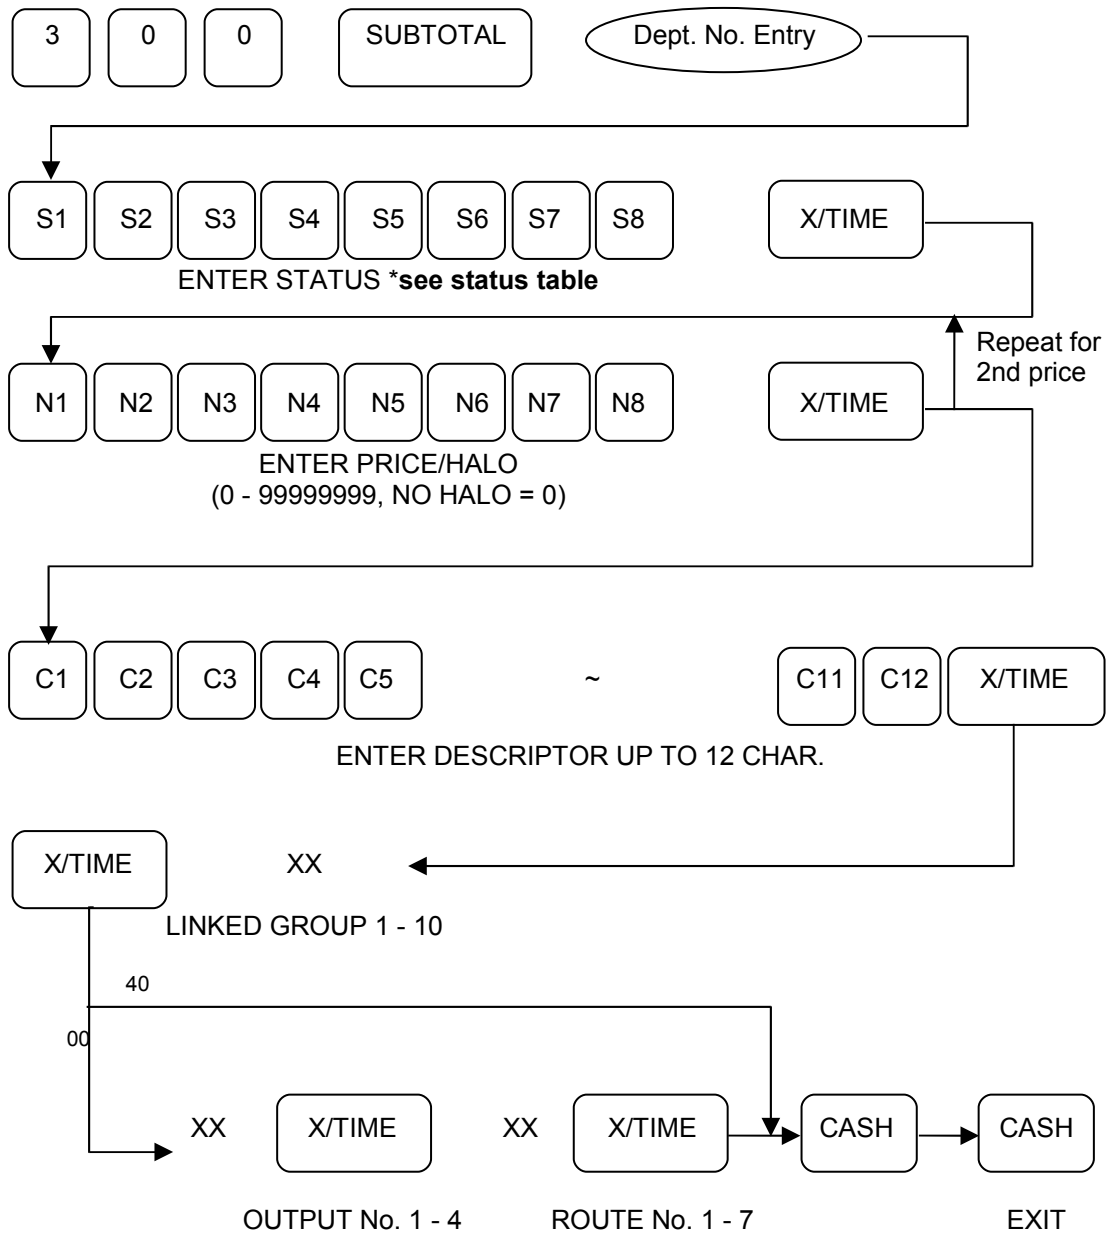 3 0 0 SUBTOTAL Dept. No. Entry
S1 S2 S3 S4 S5 S6 S7 S8 X/TIME
ENTER STATUS *see status table
Repeat for
2nd price
N1 N2 N3 N4 N5 N6 N7 N8 X/TIME
ENTER PRICE/HALO
(0 - 99999999, NO HALO = 0)
C1 C2 C3 C4 C5 ~ C11 C12 X/TIME
ENTER DESCRIPTOR UP TO 12 CHAR.
X/TIME XX
LINKED GROUP 1 - 10
40
00
XX X/TIME XX X/TIME CASH CASH
OUTPUT No. 1 - 4 ROUTE No. 1 - 7 EXIT